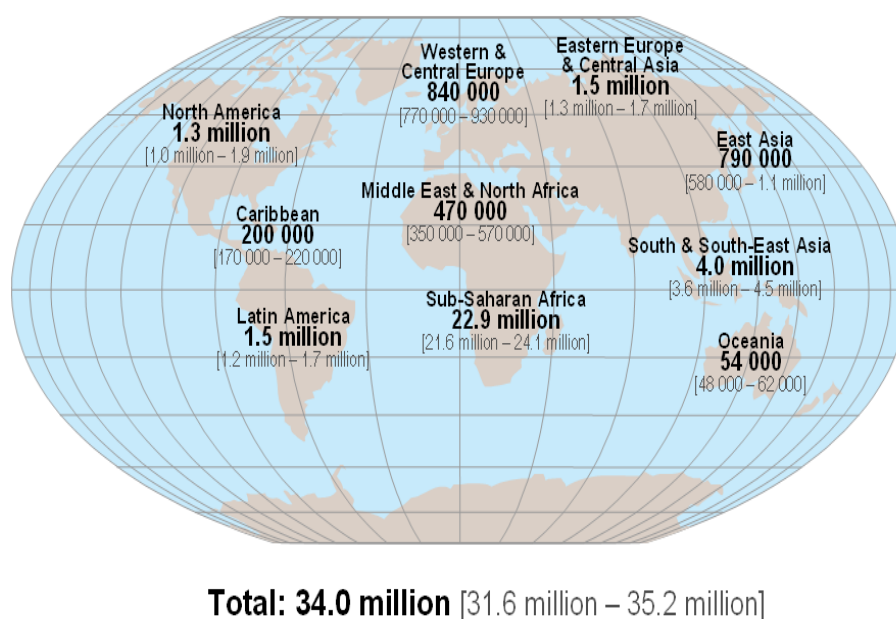 Western &
Central Europe
840 000
[770 000 – 930 000]
Eastern Europe
& Central Asia
1.5 million
[1.3 million – 1.7 million]
North America
1.3 million
[1.0 million – 1.9 million]
East Asia
790 000
[580 000 – 1.1 million]
Middle East & North Africa
470 000
[350 000 – 570 000]
Caribbean
200 000
[170 000 – 220 000]
South & South-East Asia
4.0 million
[3.6 million – 4.5 million]
Sub-Saharan Africa
22.9 million
[21.6 million – 24.1 million]
Latin America
1.5 million
[1.2 million – 1.7 million]
Oceania
54 000
[48 000 – 62 000]
Total: 34.0 million [31.6 million – 35.2 million]